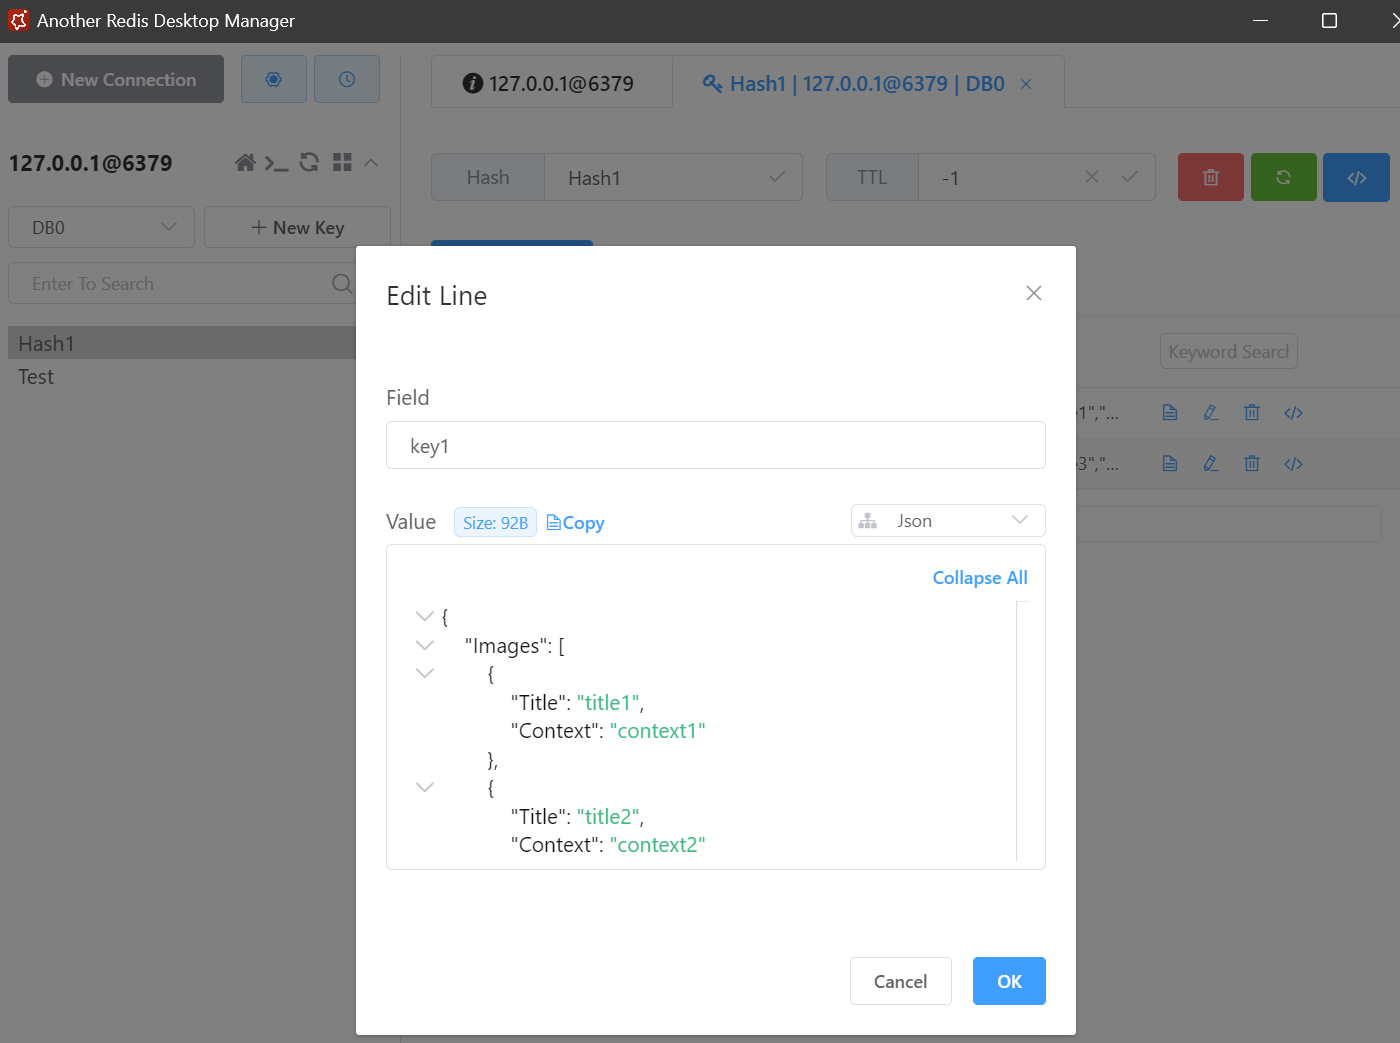 Another Redis Desktop Manager
New Connection
127.0.0.1@6379
Hash1 | 127.0.0.1@6379 | DB0
127.0.0.1@6379
Hash
Hash1
TTL
-1
DB0
New Key
Enter To Search
Hash1
Test
Keyword Search
1","...
3","...
Edit Line
Field
key1
Value
Size: 92B
Copy
Json
Collapse All
{
"Images": [
{
"Title": "title1",
"Context": "context1"
},
{
"Title": "title2",
"Context": "context2"
Cancel
OK